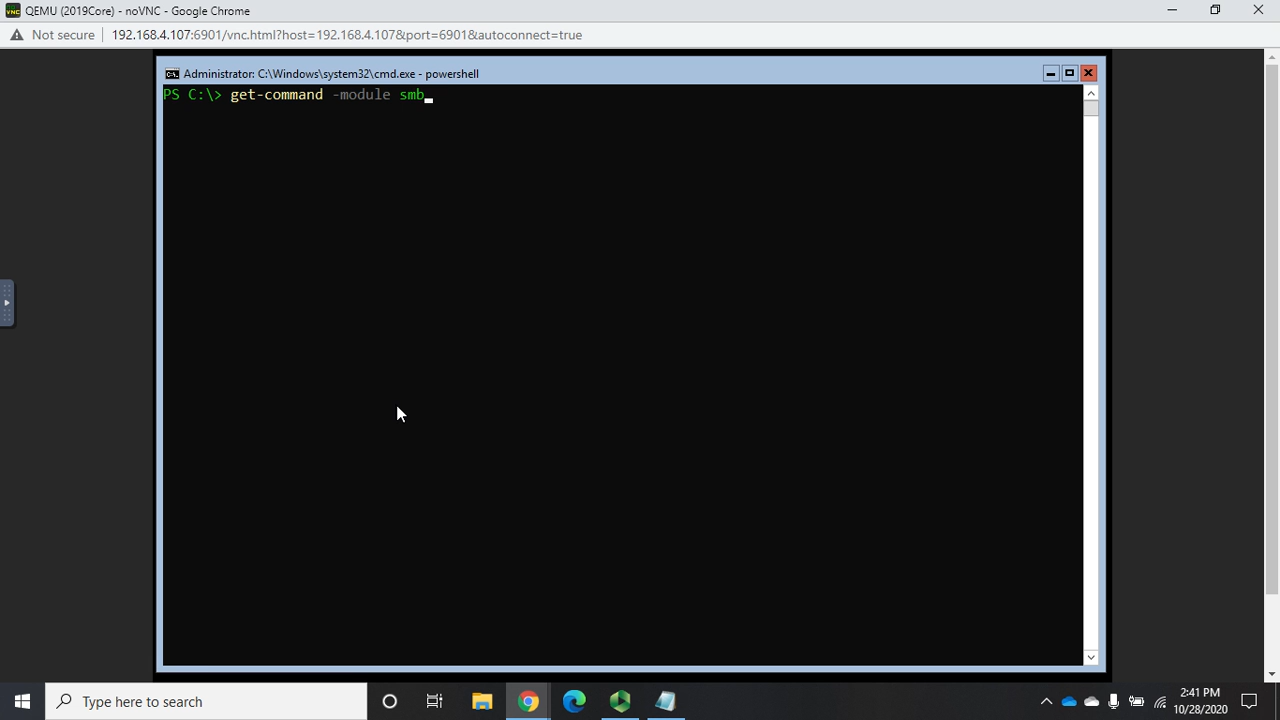 QEMU (2019Core) - noVNC - Google Chrome
Not secure
192.168.4.107:6901/vnc.html?host=192.168.4.107&port=6901&autoconnect=true
Administrator: C:\Windows\system32\cmd.exe - powershell
PS C:\> get-command -module smb
Type here to search
2:41 PM
10/28/2020